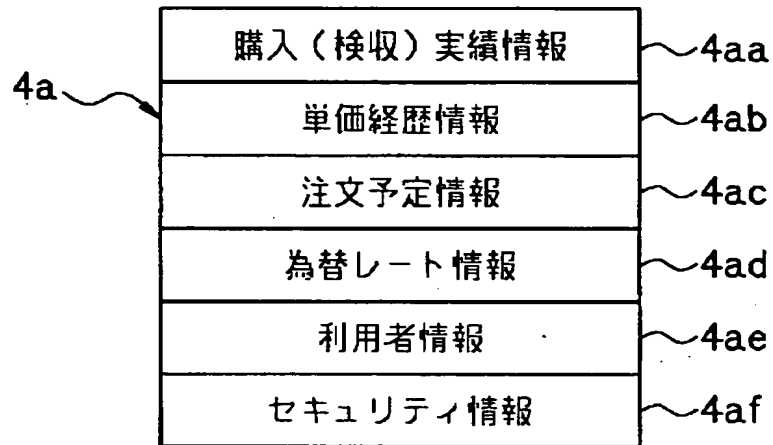 購入(検収)実績情報 4aa
4a
単価経歴情報 4ab
注文予定情報 4ac
為替レート情報 4ad
利用者情報 4ae
セキュリティ情報 4af